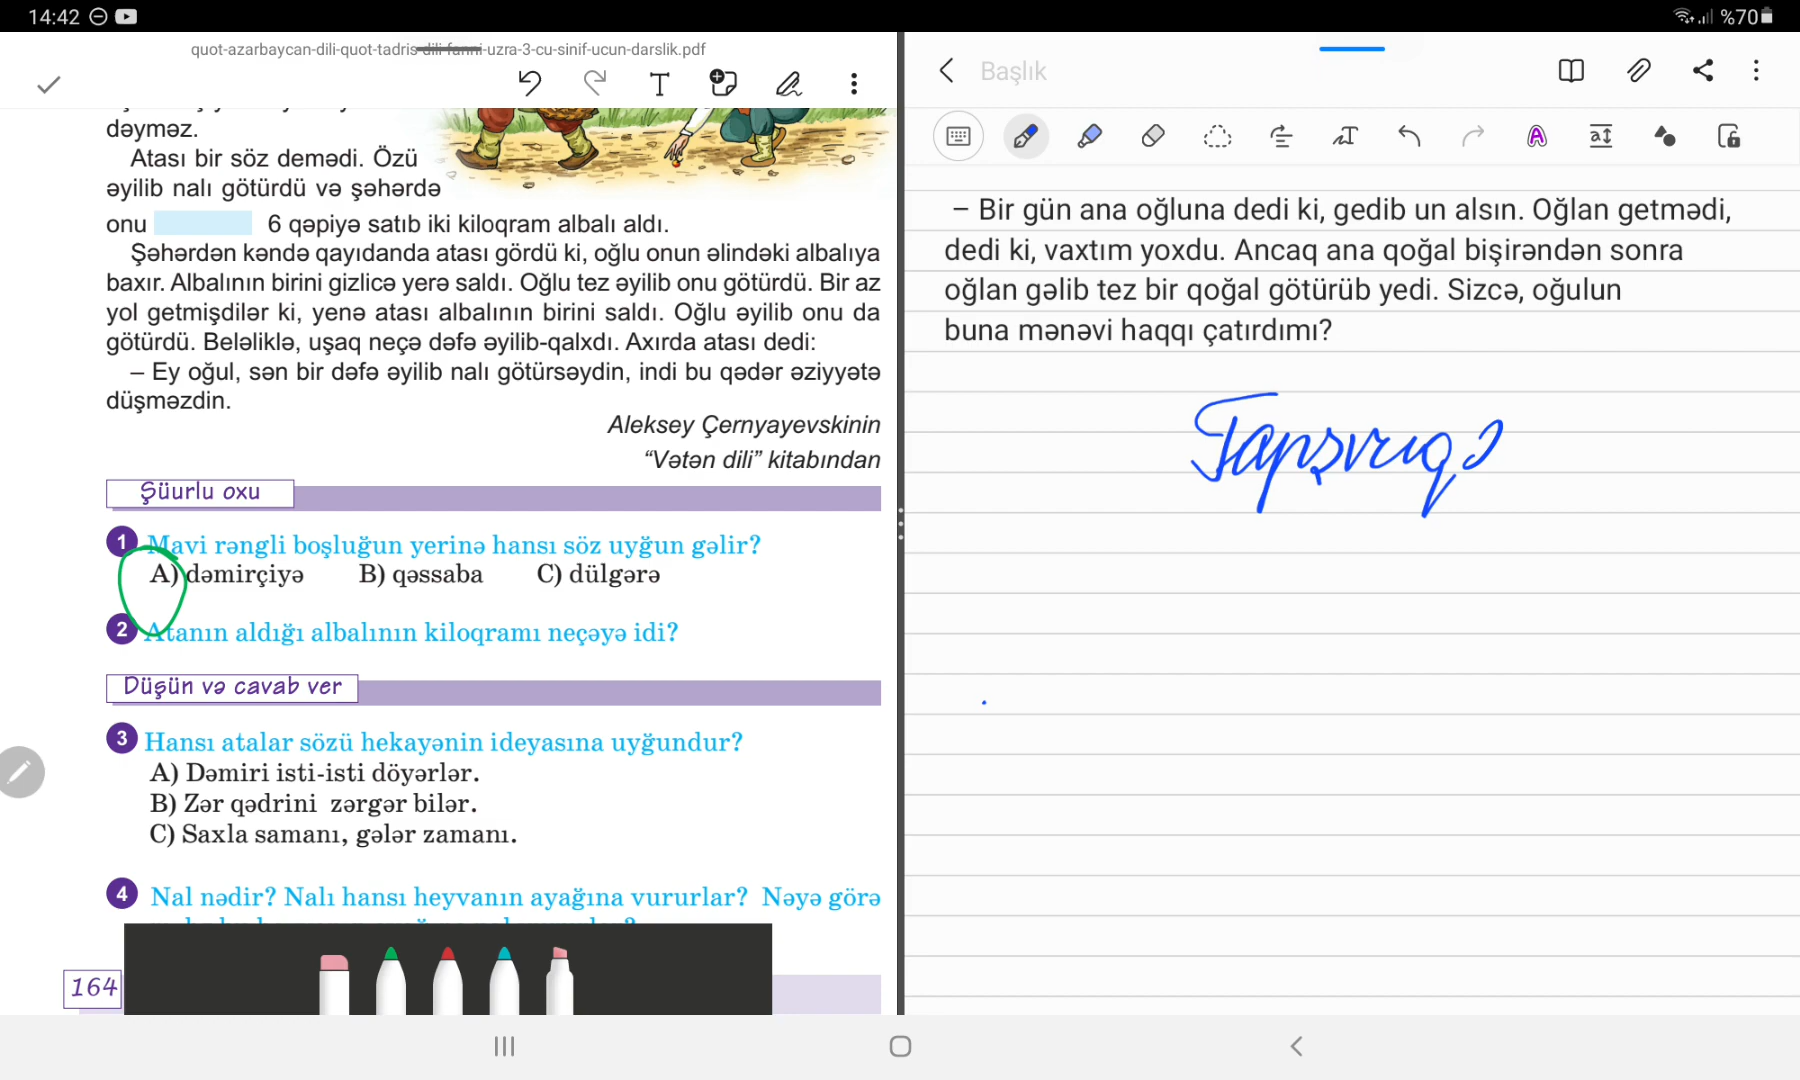 14:42
%70
quot-azarbaycan-dili-quot-tadris-dili-fanni-uzra-3-cu-sinif-ucun-darslik.pdf
dəyməz.
Atası bir söz demədi. Özü
əyilib nalı götürdü və şəhərdə
onu 6 qəpiyə satıb iki kiloqram albalı aldı.
Şəhərdən kəndə qayıdanda atası gördü ki, oğlu onun əlindəki albalıya
baxır. Albalının birini gizlicə yerə saldı. Oğlu tez əyilib onu götürdü. Bir az
yol getmişdilər ki, yenə atası albalının birini saldı. Oğlu əyilib onu da
götürdü. Beləliklə, uşaq neçə dəfə əyilib-qalxdı. Axırda atası dedi:
– Ey oğul, sən bir dəfə əyilib nalı götürsəydin, indi bu qədər əziyyətə
düşməzdin.
Aleksey Çernyayevskinin
“Vətən dili” kitabından
Şüurlu oxu
1 Mavi rəngli boşluğun yerinə hansı söz uyğun gəlir?
A) dəmirçiyə B) qəssaba C) dülgərə
2 Atanın aldığı albalının kiloqramı neçəyə idi?
Düşün və cavab ver
3 Hansı atalar sözü hekayənin ideyasına uyğundur?
A) Dəmiri isti-isti döyərlər.
B) Zər qədrini zərgər bilər.
C) Saxla samanı, gələr zamanı.
4 Nal nədir? Nalı hansı heyvanın ayağına vururlar? Nəyə görə
164
Başlık
– Bir gün ana oğluna dedi ki, gedib un alsın. Oğlan getmədi,
dedi ki, vaxtım yoxdu. Ancaq ana qoğal bişirəndən sonra
oğlan gəlib tez bir qoğal götürüb yedi. Sizcə, oğulun
buna mənəvi haqqı çatırdımı?
Tapşırıq